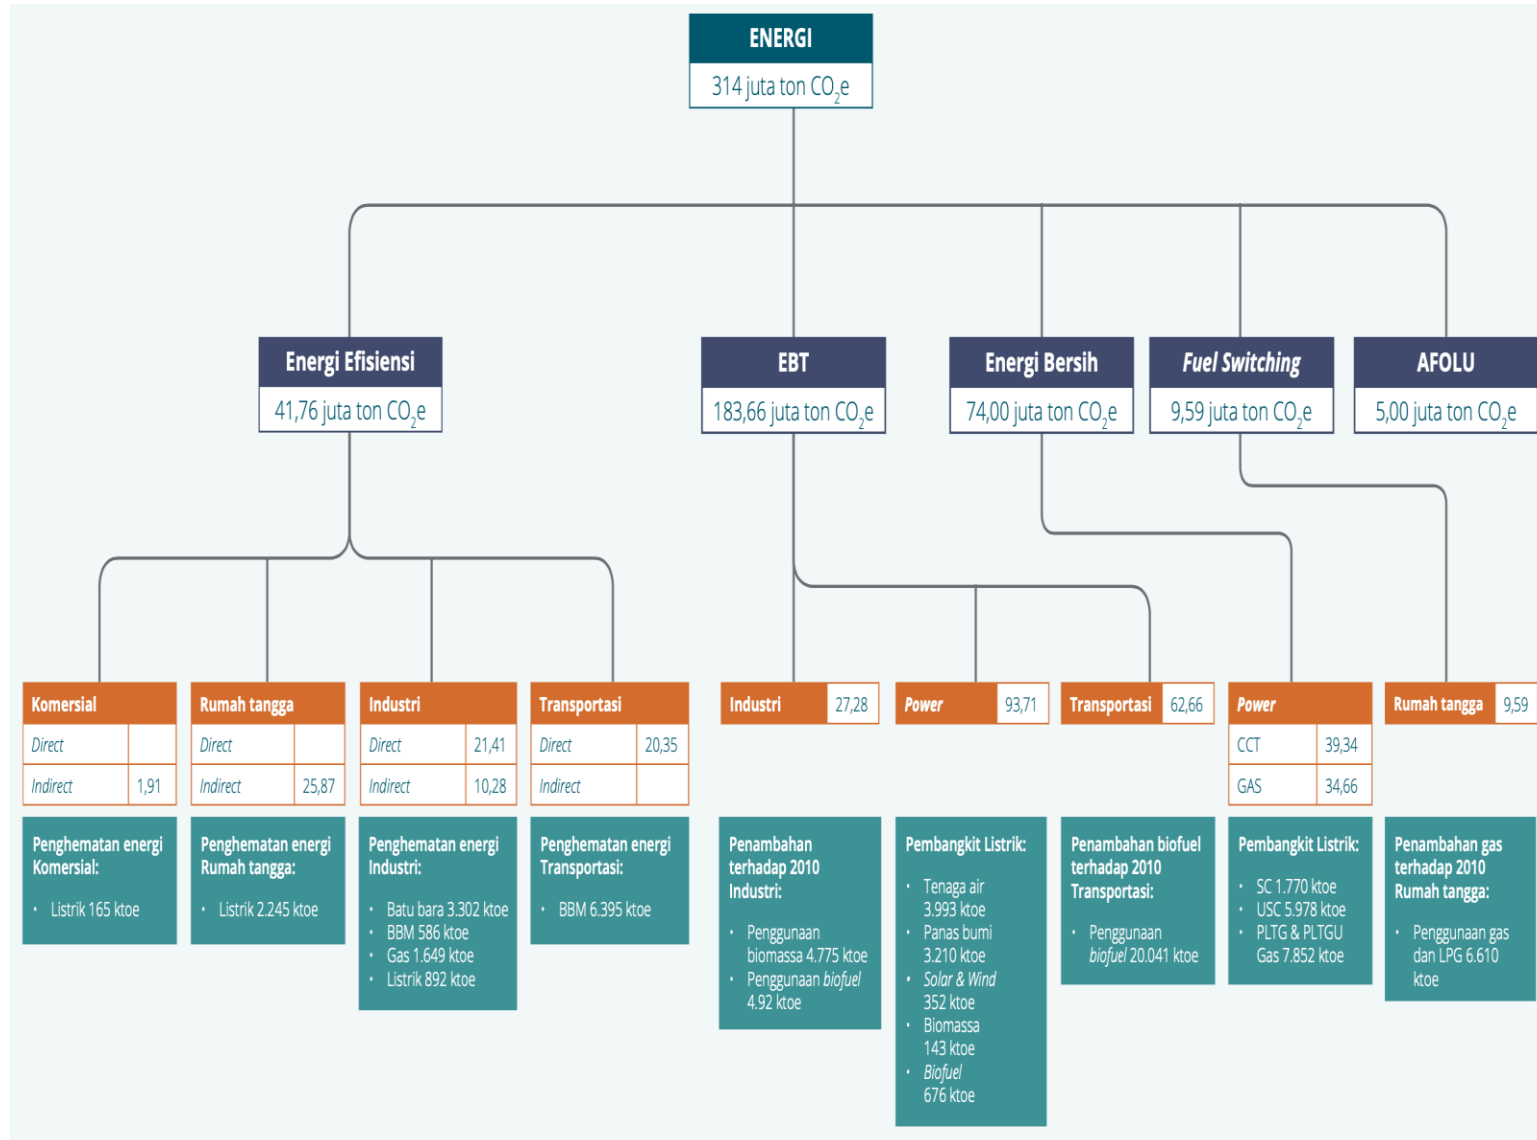 ENERGI
314 juta ton CO₂e
Energi Efisiensi
41,76 juta ton CO₂e
EBT
183,66 juta ton CO₂e
Energi Bersih
74,00 juta ton CO₂e
Fuel Switching
9,59 juta ton CO₂e
AFOLU
5,00 juta ton CO₂e
Komersial
Direct
Indirect 1,91
Penghematan energi
Komersial:
• Listrik 165 ktoe
Rumah tangga
Direct
Indirect 25,87
Penghematan energi
Rumah tangga:
• Listrik 2.245 ktoe
Industri
Direct 21,41
Indirect 10,28
Penghematan energi
Industri:
• Batu bara 3.302 ktoe
• BBM 586 ktoe
• Gas 1.649 ktoe
• Listrik 892 ktoe
Transportasi
Direct 20,35
Indirect
Penghematan energi
Transportasi:
• BBM 6.395 ktoe
Industri 27,28
Penambahan
terhadap 2010
Industri:
• Penggunaan
biomassa 4.775 ktoe
• Penggunaan biofuel
4.92 ktoe
Power 93,71
Pembangkit Listrik:
• Tenaga air
3.993 ktoe
• Panas bumi
3.210 ktoe
• Solar & Wind
352 ktoe
• Biomassa
143 ktoe
• Biofuel
676 ktoe
Transportasi 62,66
Penambahan biofuel
terhadap 2010
Transportasi:
• Penggunaan
biofuel 20.041 ktoe
Power
CCT 39,34
GAS 34,66
Pembangkit Listrik:
• SC 1.770 ktoe
• USC 5.978 ktoe
• PLTG & PLTGU
Gas 7.852 ktoe
Rumah tangga 9,59
Penambahan gas
terhadap 2010
Rumah tangga:
• Penggunaan gas
dan LPG 6.610
ktoe